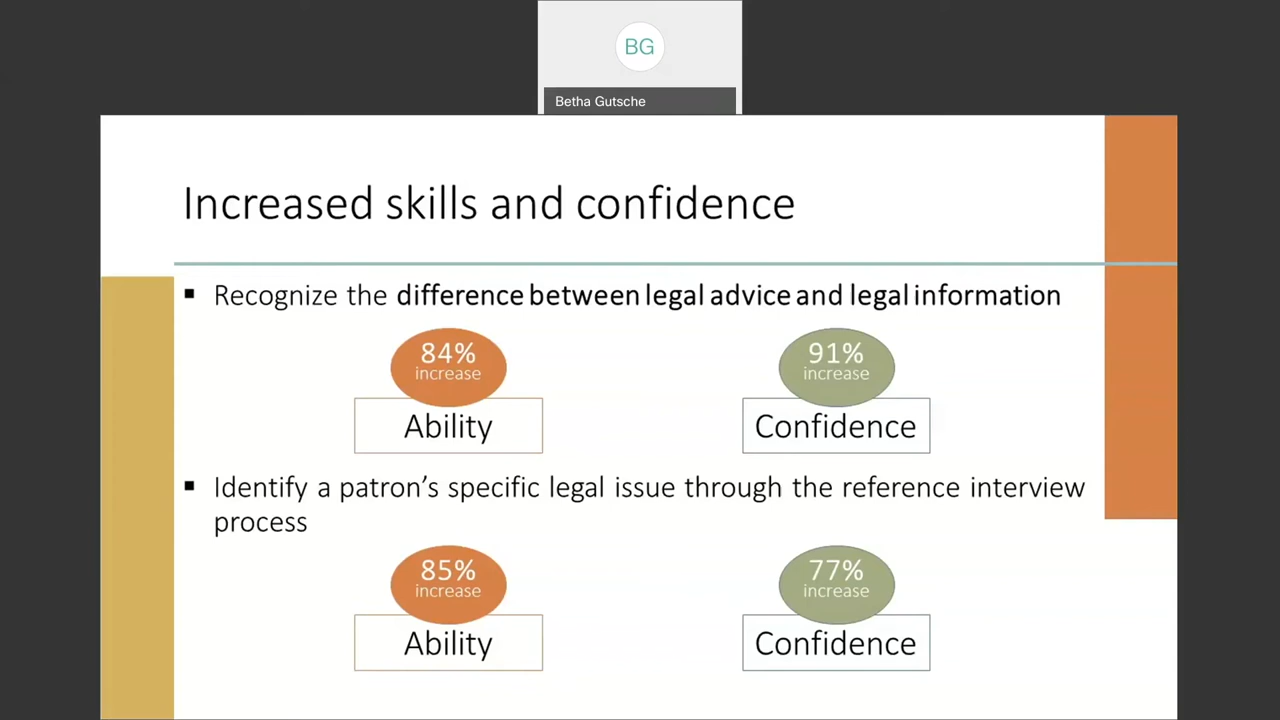 BG
Betha Gutsche
Increased skills and confidence
▪ Recognize the difference between legal advice and legal information
84%
increase
Ability
91%
increase
Confidence
▪ Identify a patron’s specific legal issue through the reference interview
process
85%
increase
Ability
77%
increase
Confidence